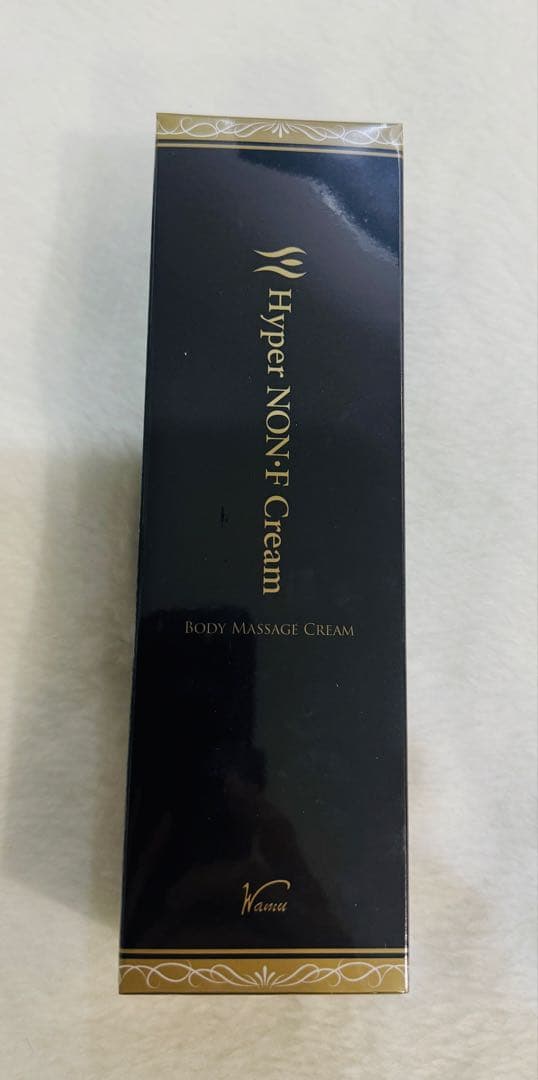 Hyper NON•F Cream
BODY MASSAGE CREAM
Wamu